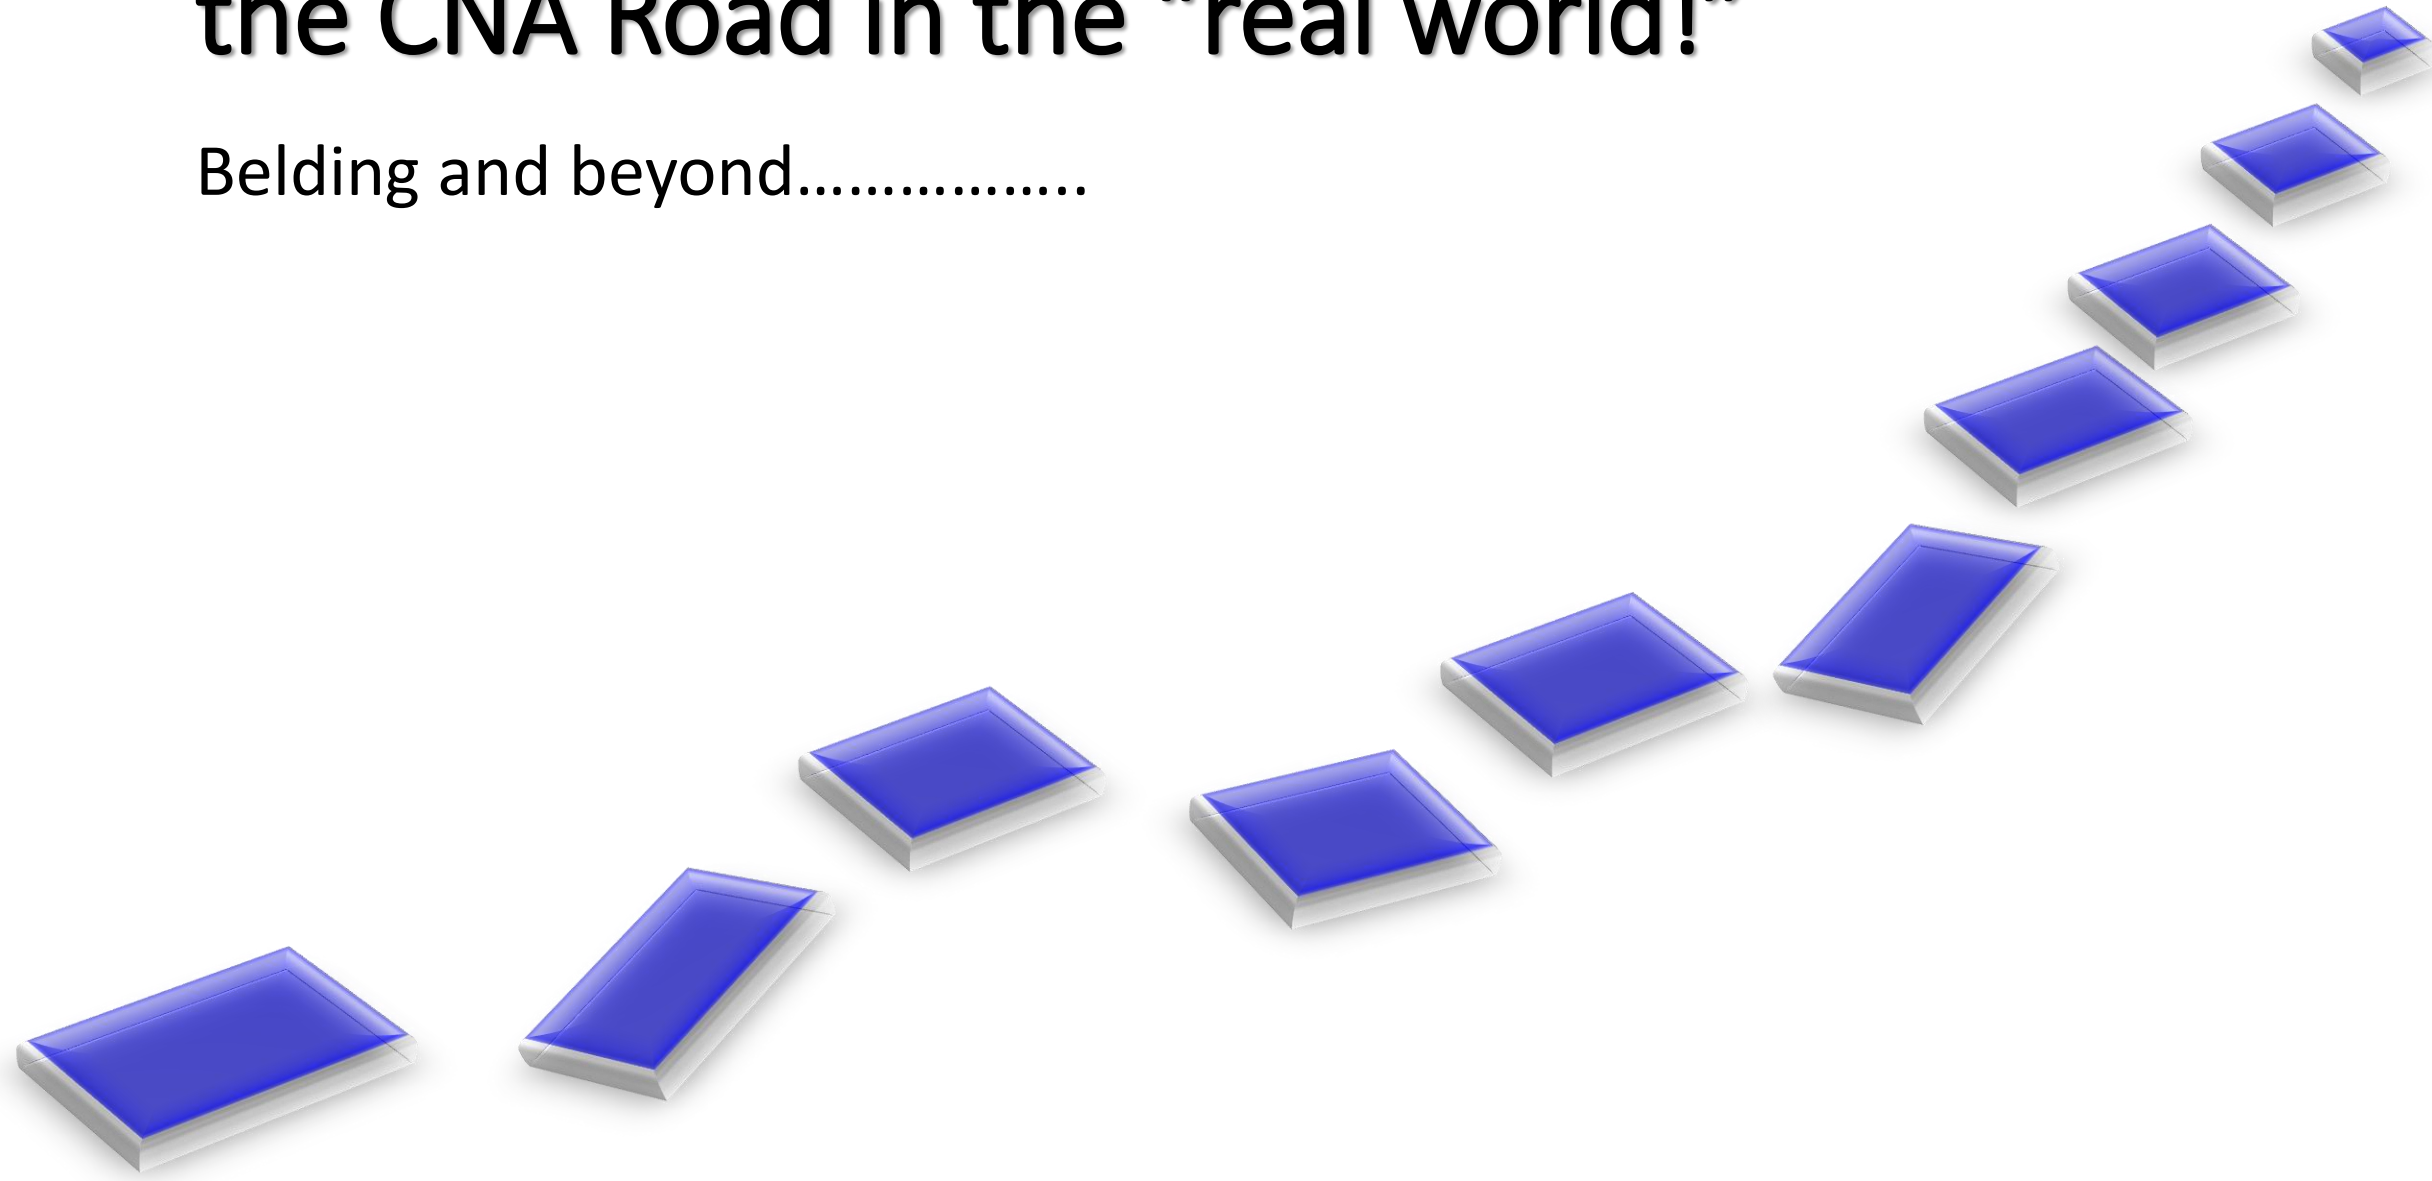 the CNA Road in the "real world!"
Belding and beyond……………..